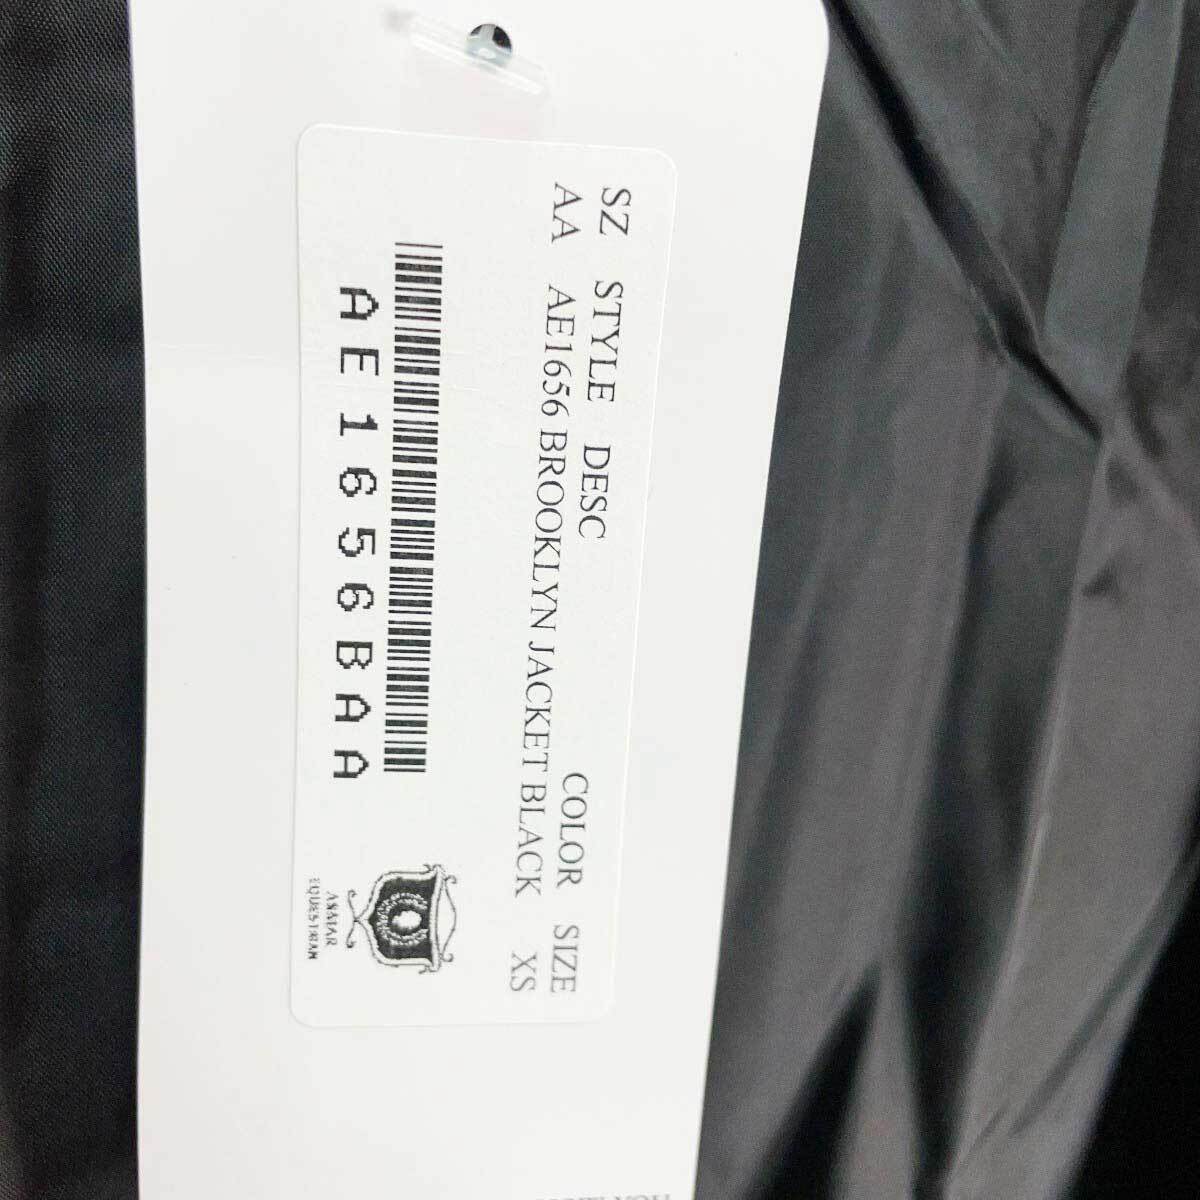 SZ STYLE DESC COLOR SIZE
AA AE1656 BROOKLYN JACKET BLACK XS
AE1656BAA
ASMAR
EQUESTRIAN